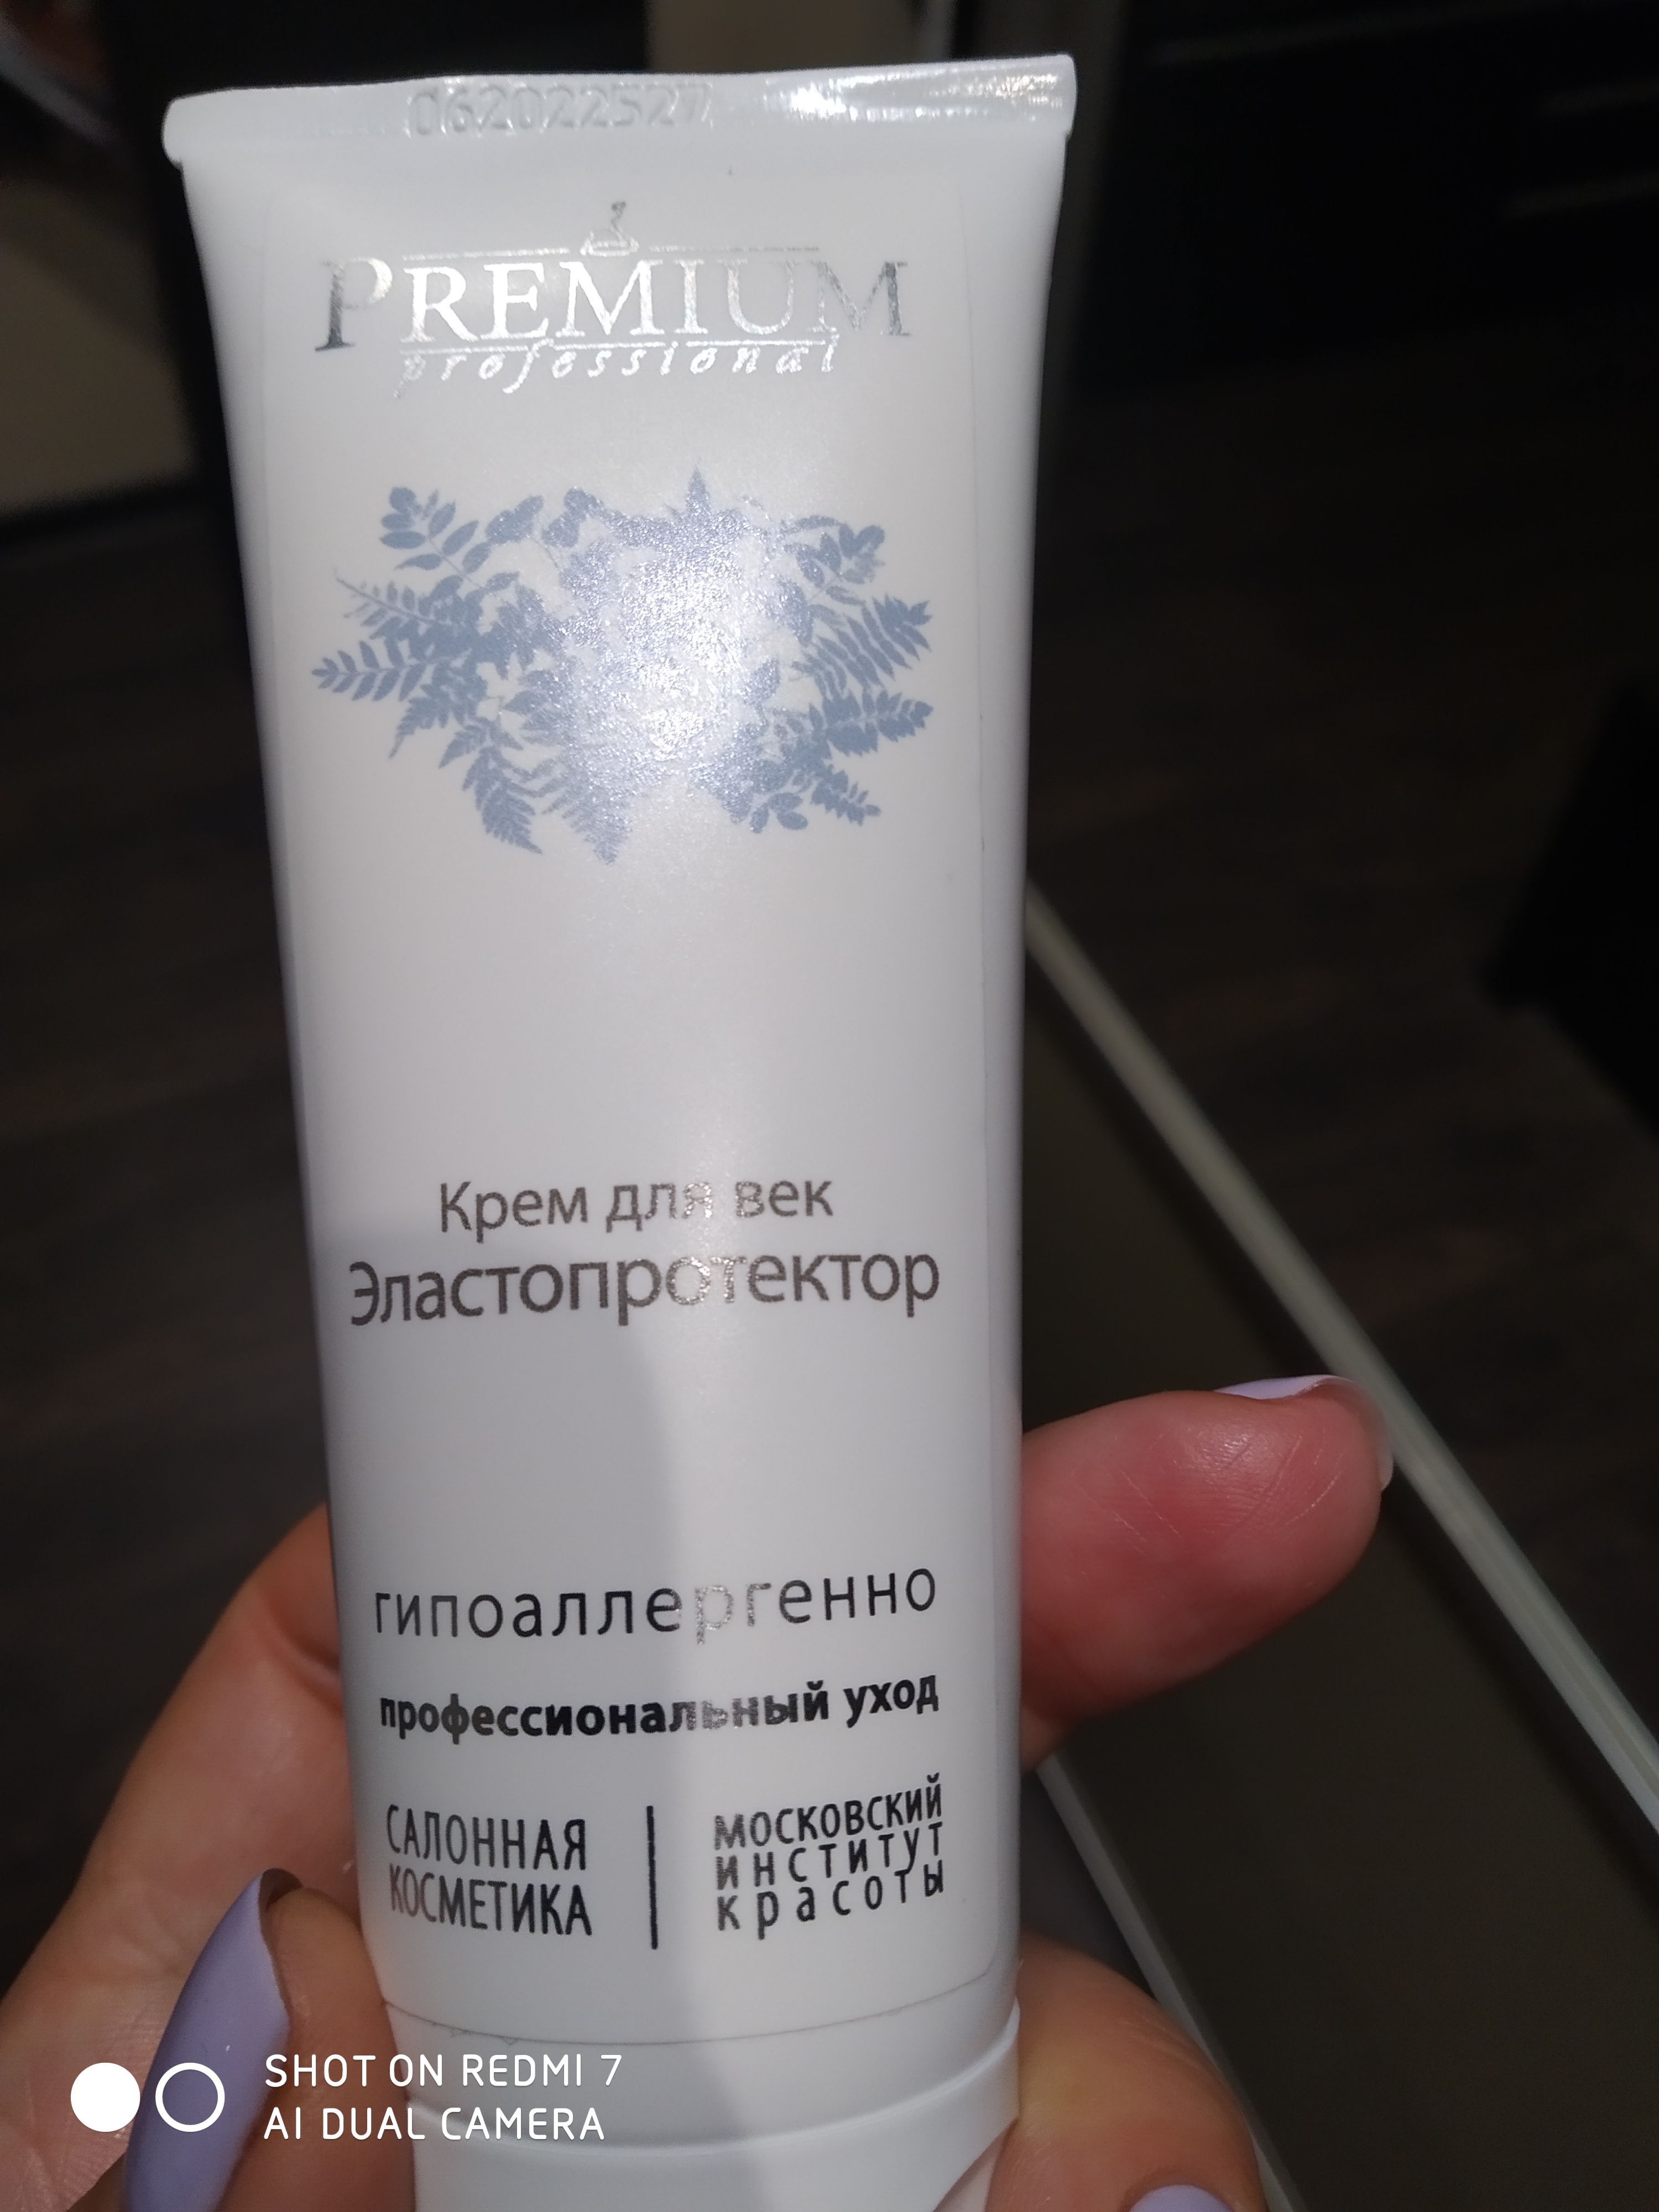 062022527
PREMIUM
professional
Крем для век
Эластопротектор
гипоаллергенно
профессиональный уход
САЛОННАЯ
КОСМЕТИКА
МОСКОВСКИЙ
ИНСТИТУТ
красоты
SHOT ON REDMI 7
AI DUAL CAMERA